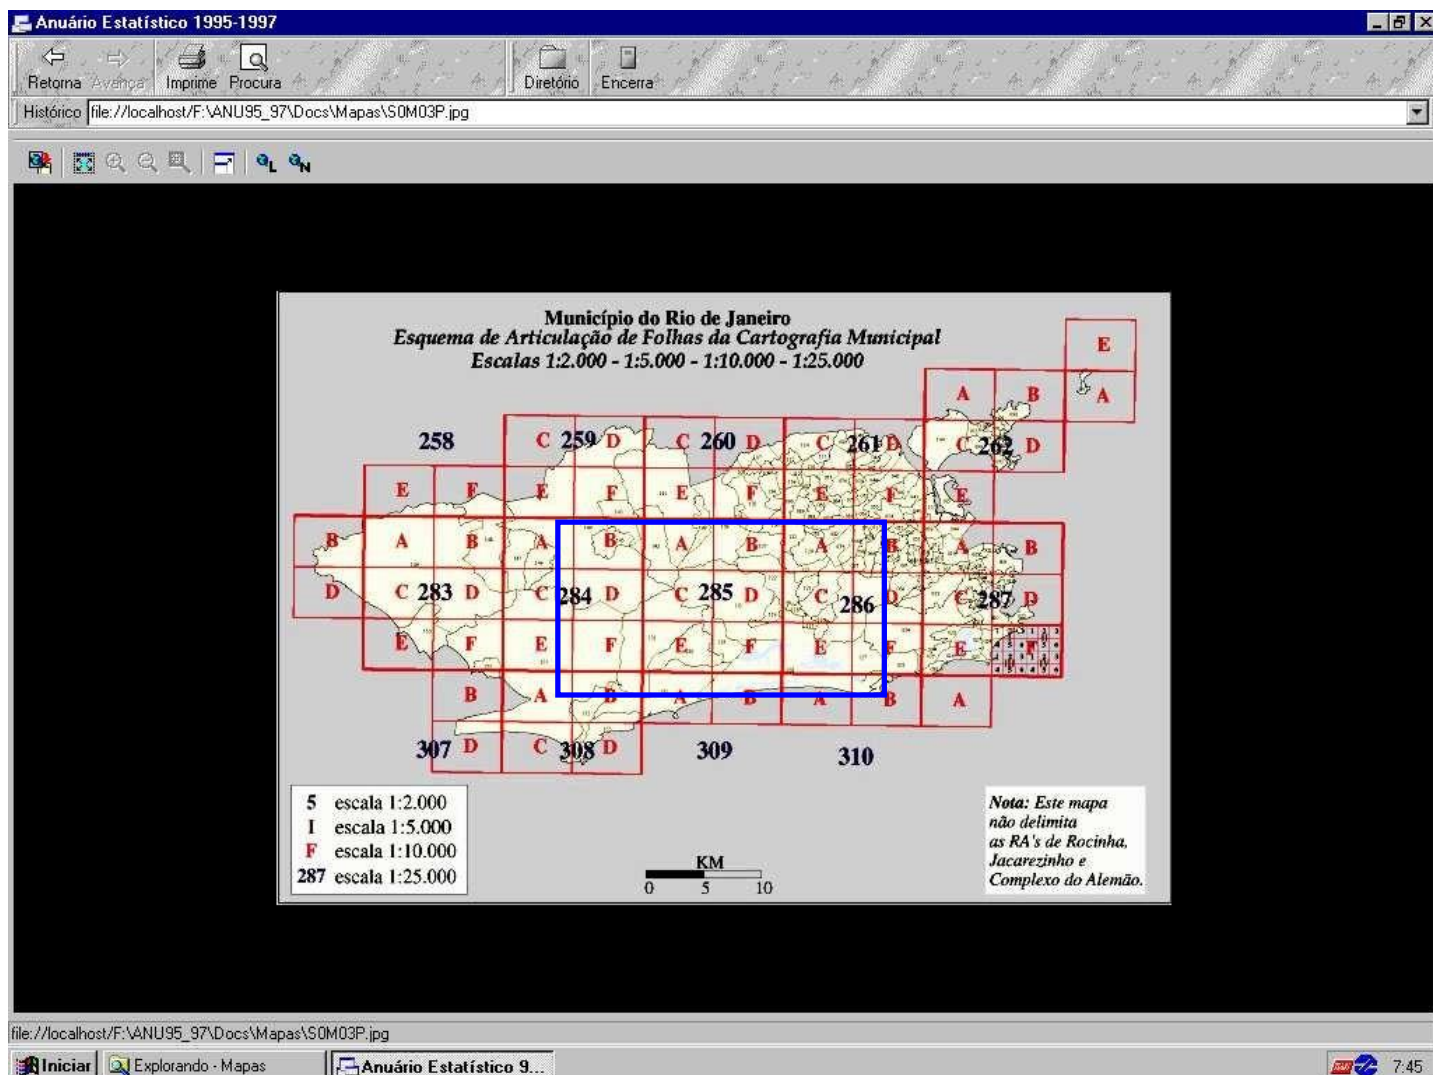 Anuário Estatístico 1995-1997
Retorna Avança Imprime Procura Diretório Encerra
Histórico file://localhost/F:\ANU95_97\Docs\Mapas\S0M03P.jpg
L N
Município do Rio de Janeiro
Esquema de Articulação de Folhas da Cartografia Municipal
Escalas 1:2.000 - 1:5.000 - 1:10.000 - 1:25.000
E
A B A
258 C 259 D C 260 D C 261 D C 262 D
E F E F E F E F E
B A B A B A B A B A B
D C 283 D C 284 D C 285 D C 286 D C 287 D
E F E F E F E F E F
B A B A B A B A
307 D C 308 D 309 310
5 escala 1:2.000
I escala 1:5.000
F escala 1:10.000
287 escala 1:25.000
KM
0 5 10
Nota: Este mapa
não delimita
as RA's de Rocinha,
Jacarezinho e
Complexo do Alemão.
file://localhost/F:\ANU95_97\Docs\Mapas\S0M03P.jpg
Iniciar Explorando - Mapas Anuário Estatístico 9... 7:45